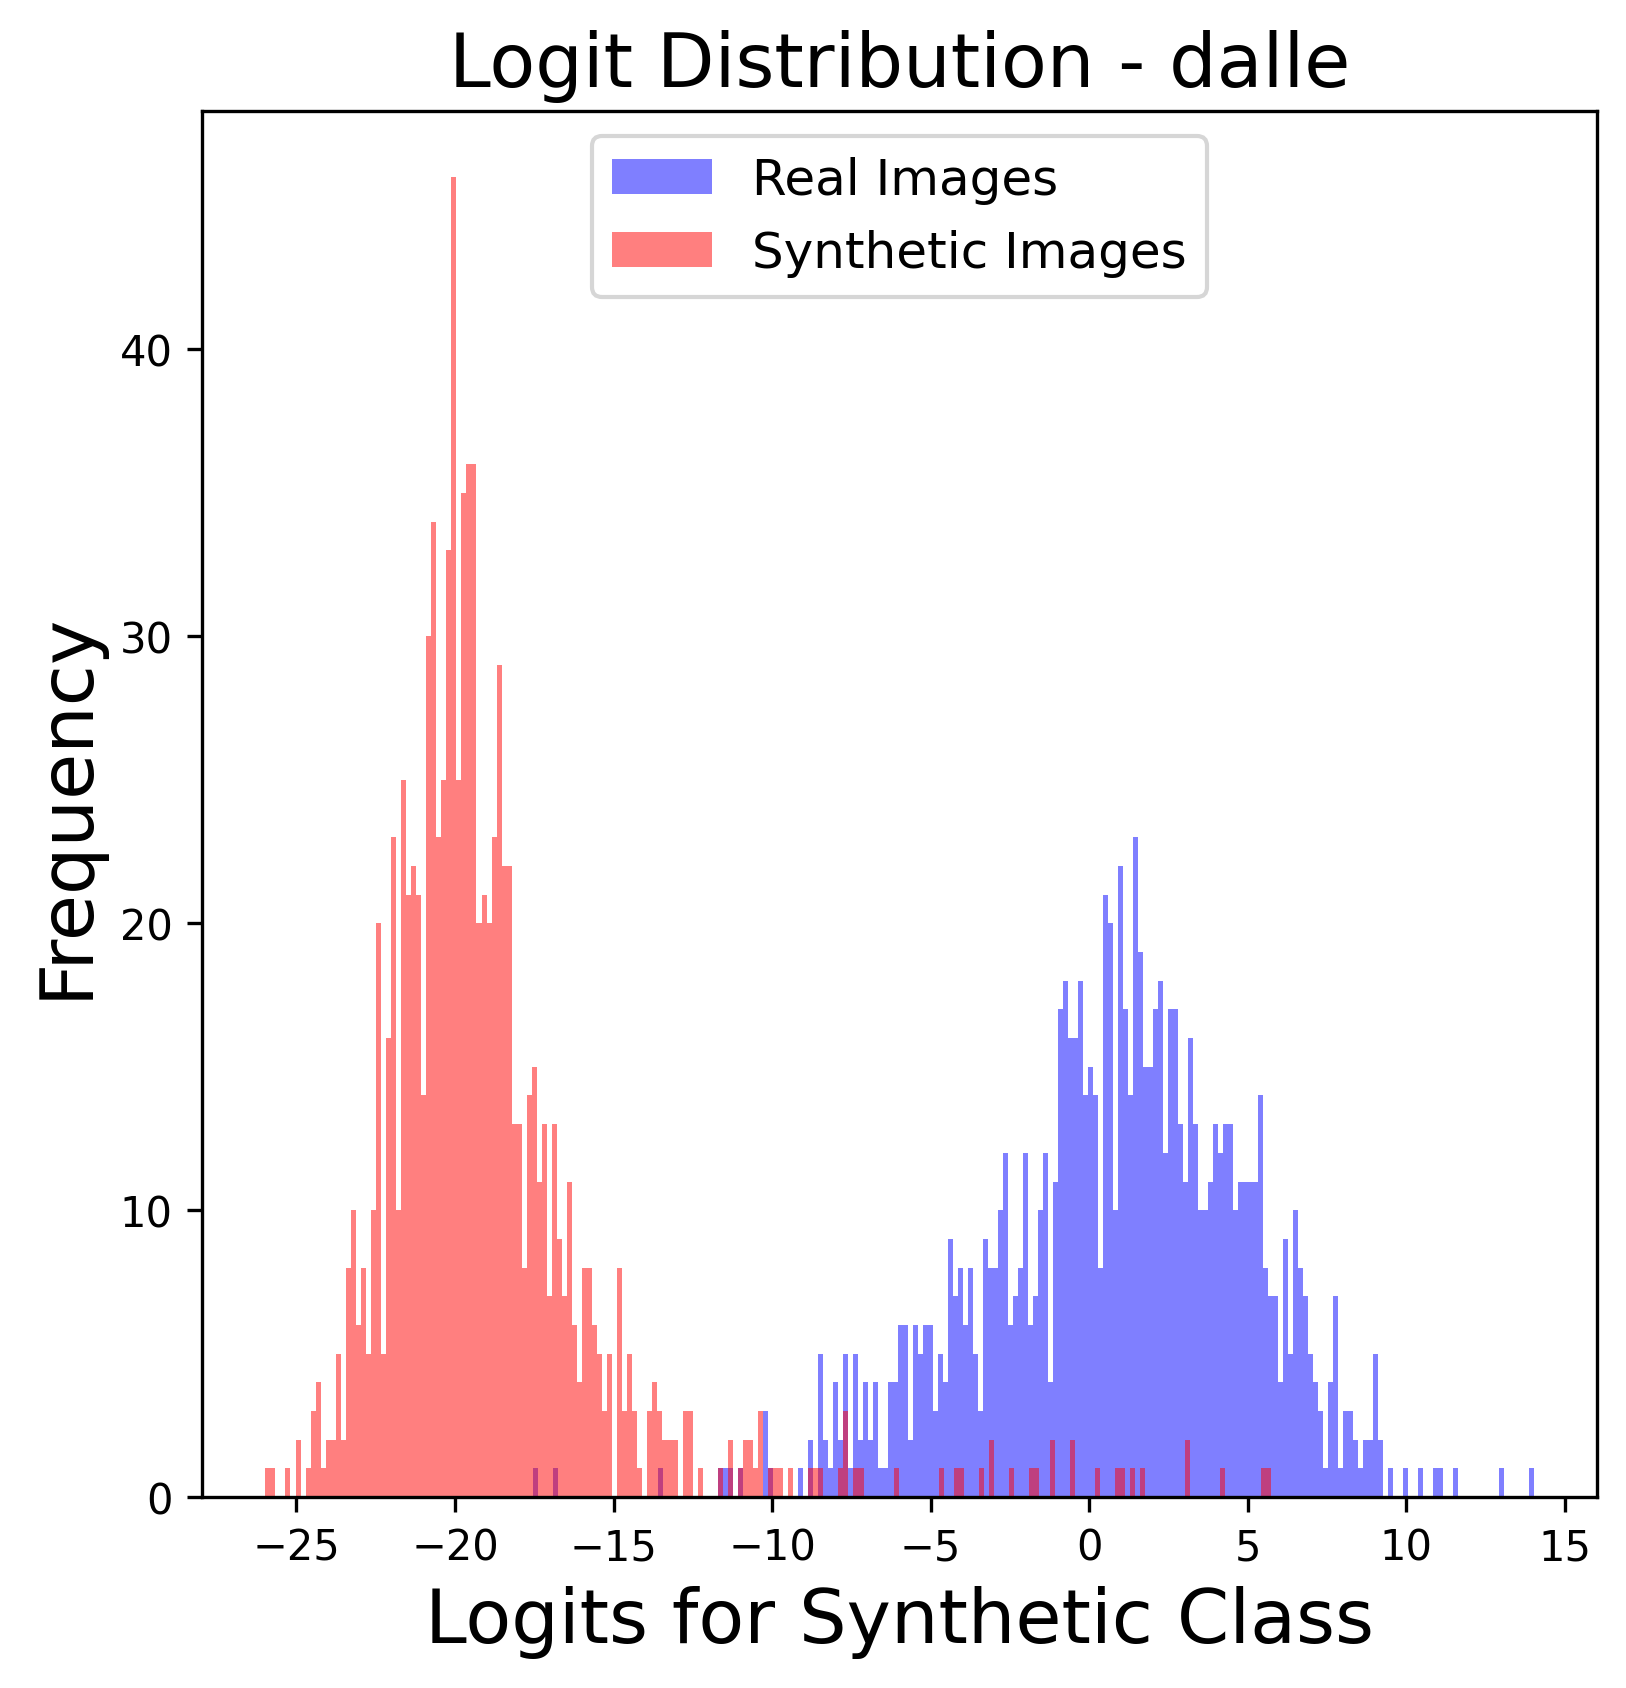 Logit Distribution - dalle
Real Images
Synthetic Images
Frequency
40
30
20
10
0
−25 −20 −15 −10 −5 0 5 10 15
Logits for Synthetic Class